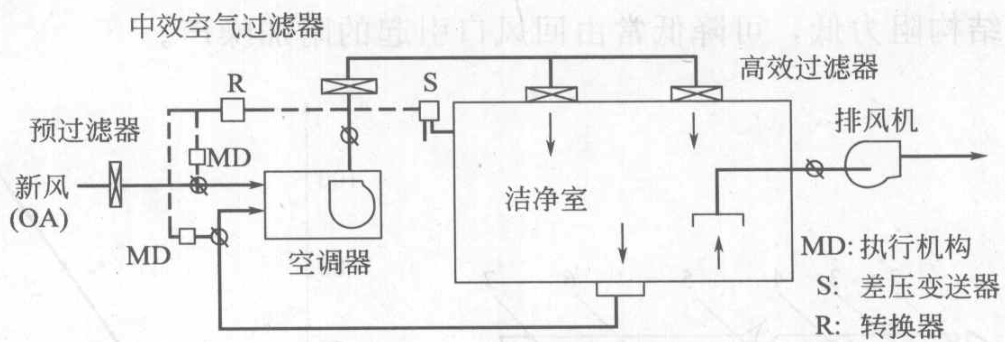 结构阻力低，可降低常由回风口引起的
中效空气过滤器
R
S
高效过滤器
预过滤器
MD
排风机
新风
(OA)
洁净室
MD
空调器
MD: 执行机构
S: 差压变送器
R: 转换器